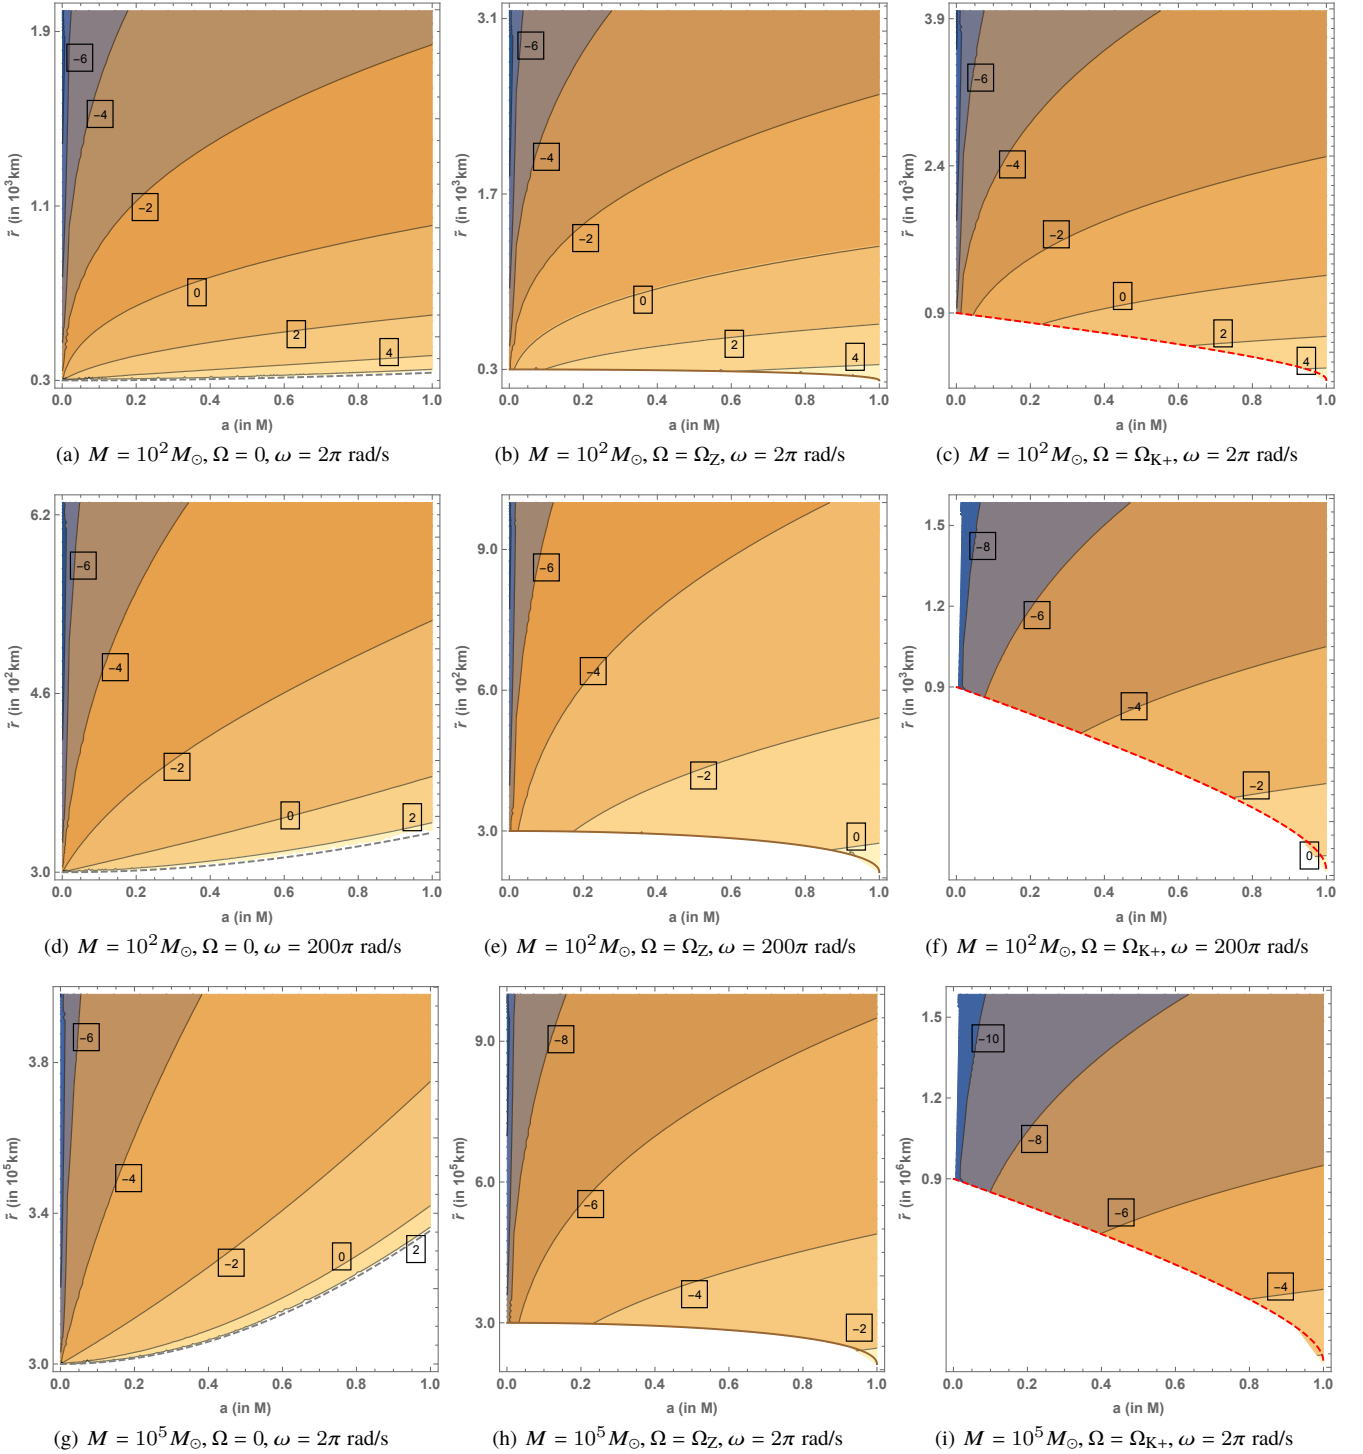 1.9
1.1
0.3
r̃ (in 10³km)
-6
-4
-2
0
2
4
0.0 0.2 0.4 0.6 0.8 1.0
a (in M)
(a) M = 10²M⊙, Ω = 0, ω = 2π rad/s
3.1
1.7
0.3
r̃ (in 10³km)
-6
-4
-2
0
2
4
0.0 0.2 0.4 0.6 0.8 1.0
a (in M)
(b) M = 10²M⊙, Ω = Ω_Z, ω = 2π rad/s
3.9
2.4
0.9
r̃ (in 10³km)
-6
-4
-2
0
2
4
0.0 0.2 0.4 0.6 0.8 1.0
a (in M)
(c) M = 10²M⊙, Ω = Ω_K+, ω = 2π rad/s
6.2
4.6
3.0
r̃ (in 10²km)
-6
-4
-2
0
2
0.0 0.2 0.4 0.6 0.8 1.0
a (in M)
(d) M = 10²M⊙, Ω = 0, ω = 200π rad/s
9.0
6.0
3.0
r̃ (in 10²km)
-6
-4
-2
0
0.0 0.2 0.4 0.6 0.8 1.0
a (in M)
(e) M = 10²M⊙, Ω = Ω_Z, ω = 200π rad/s
1.5
1.2
0.9
r̃ (in 10³km)
-8
-6
-4
-2
0
0.0 0.2 0.4 0.6 0.8 1.0
a (in M)
(f) M = 10²M⊙, Ω = Ω_K+, ω = 200π rad/s
3.8
3.4
3.0
r̃ (in 10⁵km)
-6
-4
-2
0
2
0.0 0.2 0.4 0.6 0.8 1.0
a (in M)
(g) M = 10⁵M⊙, Ω = 0, ω = 2π rad/s
9.0
6.0
3.0
r̃ (in 10⁵km)
-8
-6
-4
-2
0.0 0.2 0.4 0.6 0.8 1.0
a (in M)
(h) M = 10⁵M⊙, Ω = Ω_Z, ω = 2π rad/s
1.5
1.2
0.9
r̃ (in 10⁶km)
-10
-8
-6
-4
0.0 0.2 0.4 0.6 0.8 1.0
a (in M)
(i) M = 10⁵M⊙, Ω = Ω_K+, ω = 2π rad/s